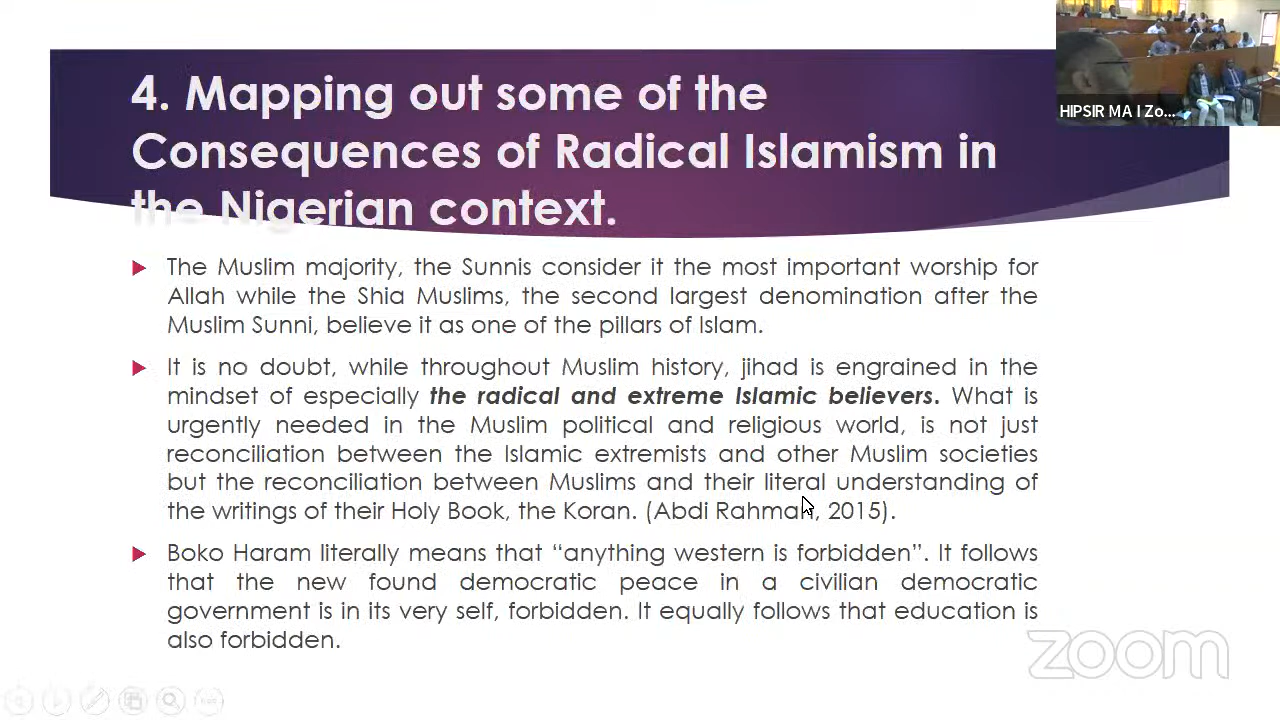 HIPSIR MA I Zo...
4. Mapping out some of the
Consequences of Radical Islamism in
the Nigerian context.
The Muslim majority, the Sunnis consider it the most important worship for
Allah while the Shia Muslims, the second largest denomination after the
Muslim Sunni, believe it as one of the pillars of Islam.
It is no doubt, while throughout Muslim history, jihad is engrained in the
mindset of especially the radical and extreme Islamic believers. What is
urgently needed in the Muslim political and religious world, is not just
reconciliation between the Islamic extremists and other Muslim societies
but the reconciliation between Muslims and their literal understanding of
the writings of their Holy Book, the Koran. (Abdi Rahman, 2015).
Boko Haram literally means that “anything western is forbidden”. It follows
that the new found democratic peace in a civilian democratic
government is in its very self, forbidden. It equally follows that education is
also forbidden.
zoom